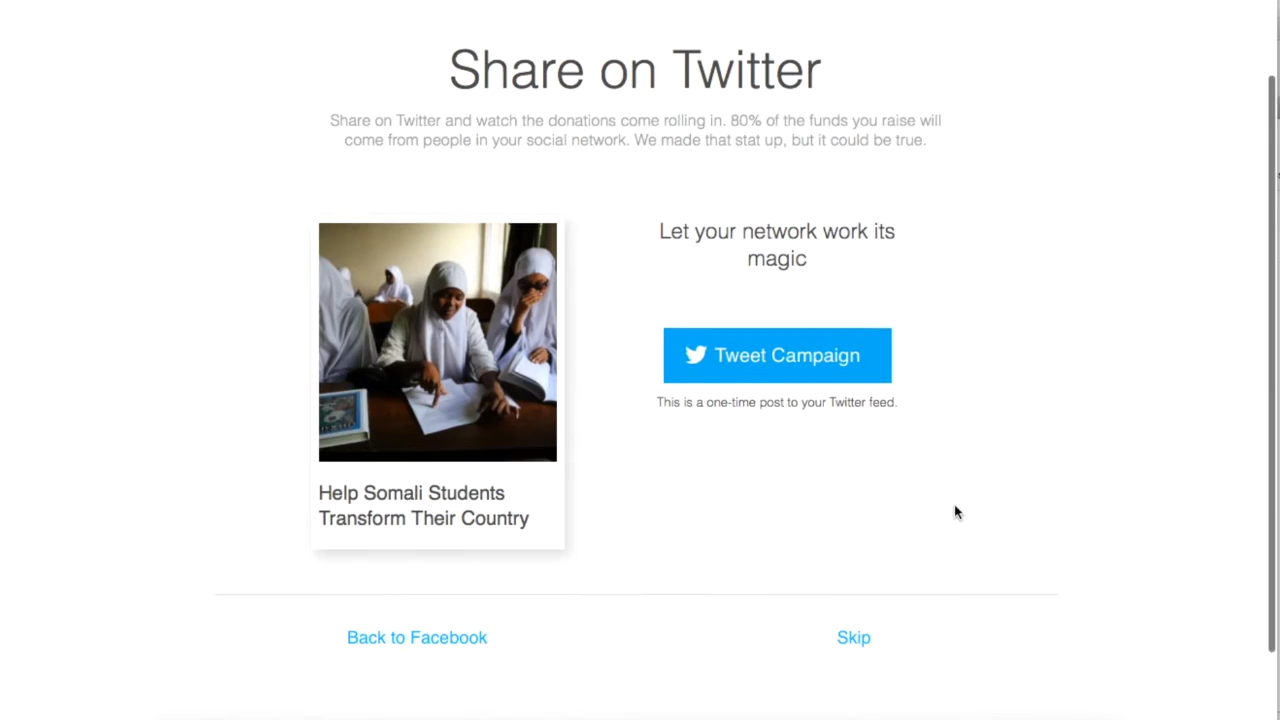 Share on Twitter
Share on Twitter and watch the donations come rolling in. 80% of the funds you raise will
come from people in your social network. We made that stat up, but it could be true.
Let your network work its
magic
Tweet Campaign
This is a one-time post to your Twitter feed.
Help Somali Students
Transform Their Country
Back to Facebook
Skip